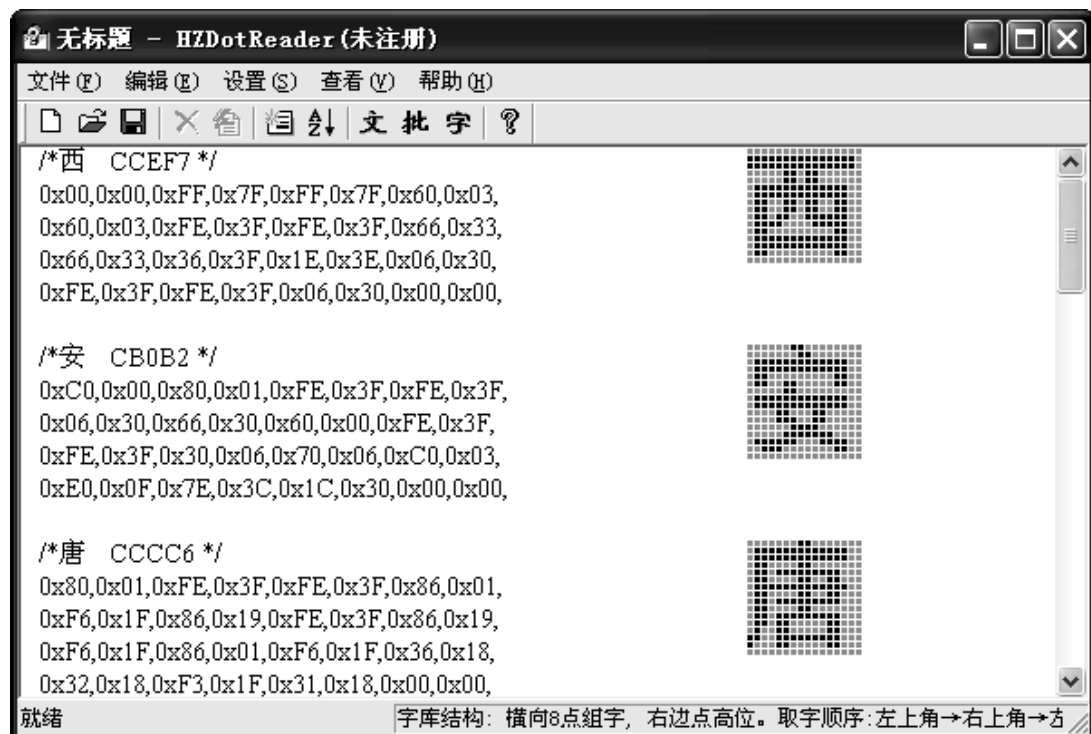 无标题 - HZDotReader(未注册)
文件(F) 编辑(E) 设置(S) 查看(V) 帮助(H)
文 批 字
/*西 CCEF7 */
0x00,0x00,0xFF,0x7F,0xFF,0x7F,0x60,0x03,
0x60,0x03,0xFE,0x3F,0xFE,0x3F,0x66,0x33,
0x66,0x33,0x36,0x3F,0x1E,0x3E,0x06,0x30,
0xFE,0x3F,0xFE,0x3F,0x06,0x30,0x00,0x00,
西
/*安 CB0B2 */
0xC0,0x00,0x80,0x01,0xFE,0x3F,0xFE,0x3F,
0x06,0x30,0x66,0x30,0x60,0x00,0xFE,0x3F,
0xFE,0x3F,0x30,0x06,0x70,0x06,0xC0,0x03,
0xE0,0x0F,0x7E,0x3C,0x1C,0x30,0x00,0x00,
安
/*唐 CCCC6 */
0x80,0x01,0xFE,0x3F,0xFE,0x3F,0x86,0x01,
0xF6,0x1F,0x86,0x19,0xFE,0x3F,0x86,0x19,
0xF6,0x1F,0x86,0x01,0xF6,0x1F,0x36,0x18,
0x32,0x18,0xF3,0x1F,0x31,0x18,0x00,0x00,
唐
就绪
字库结构: 横向8点组字, 右边点高位。取字顺序:左上角→右上角→